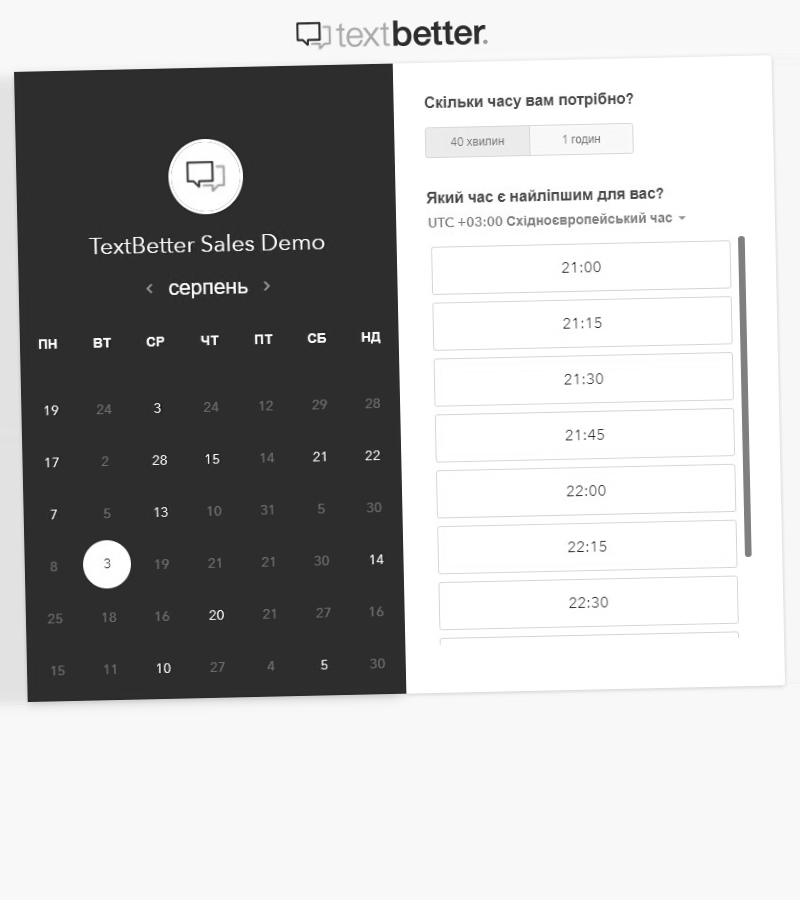 textbetter.
TextBetter Sales Demo
серпень
ПН ВТ СР ЧТ ПТ СБ НД
19 24 3 24 12 29 28
17 2 28 15 14 21 22
7 5 13 10 31 5 30
8 3 19 21 21 30 14
25 18 16 20 21 27 16
15 11 10 27 4 5 30
Скільки часу вам потрібно?
40 хвилин 1 годин
Який час є найліпшим для вас?
UTC +03:00 Східноєвропейський час
21:00
21:15
21:30
21:45
22:00
22:15
22:30